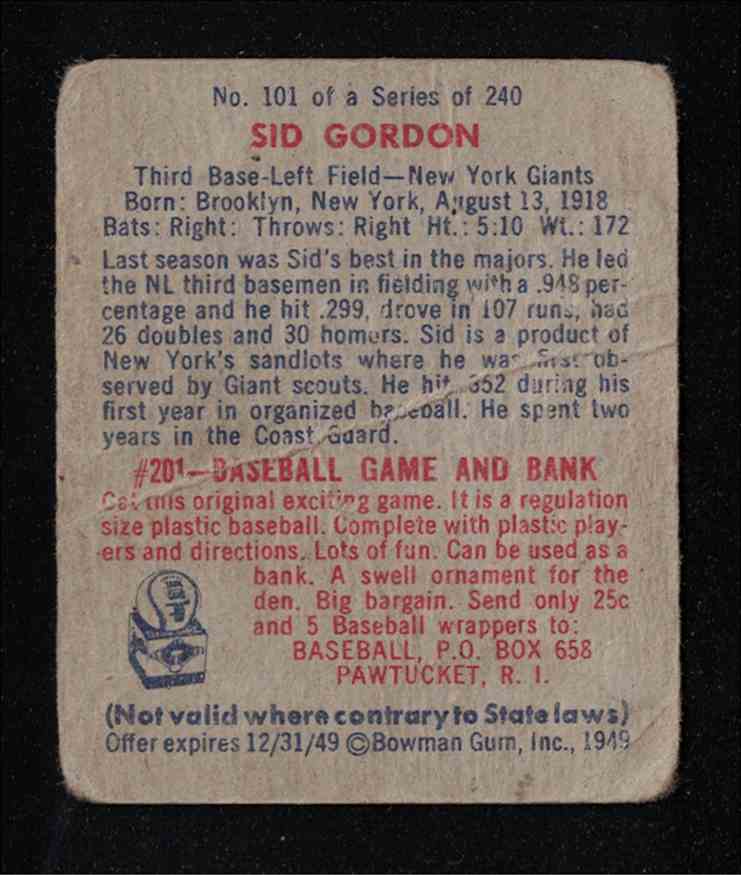 No. 101 of a Series of 240
SID GORDON
Third Base-Left Field—New York Giants
Born: Brooklyn, New York, August 13, 1918
Bats: Right: Throws: Right Ht.: 5:10 Wt.: 172
Last season was Sid's best in the majors. He led
the NL third basemen in fielding with a .948 per-
centage and he hit .299, drove in 107 runs, had
26 doubles and 30 homers. Sid is a product of
New York's sandlots where he was first ob-
served by Giant scouts. He hit .352 during his
first year in organized baseball. He spent two
years in the Coast Guard.
#201—BASEBALL GAME AND BANK
Get this original exciting game. It is a regulation
size plastic baseball. Complete with plastic play-
ers and directions. Lots of fun. Can be used as a
bank. A swell ornament for the
den. Big bargain. Send only 25c
and 5 Baseball wrappers to:
BASEBALL, P.O. BOX 658
PAWTUCKET, R. I.
(Not valid where contrary to State laws)
Offer expires 12/31/49 ©Bowman Gum, Inc., 1949